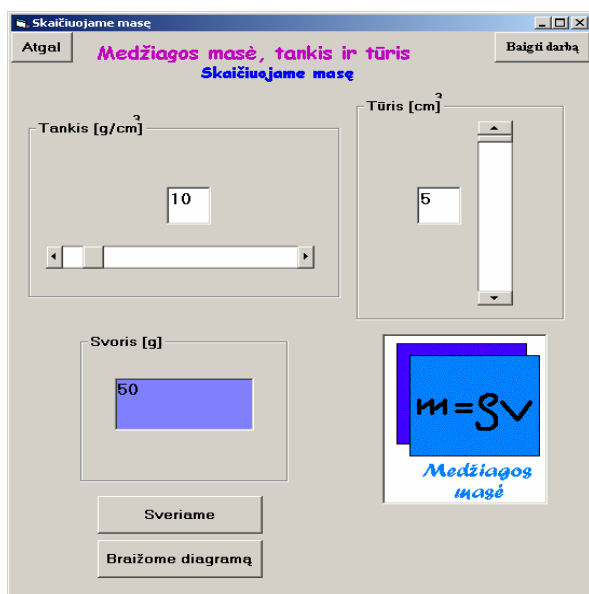 Skaičiuojame masę
Atgal
Medžiagos masė, tankis ir tūris
Baigti darbą
Skaičiuojame masę
Tankis [g/cm³]
10
Tūris [cm³]
5
Svoris [g]
50
m=ρv
Medžiagos
masė
Sveriame
Braižome diagramą